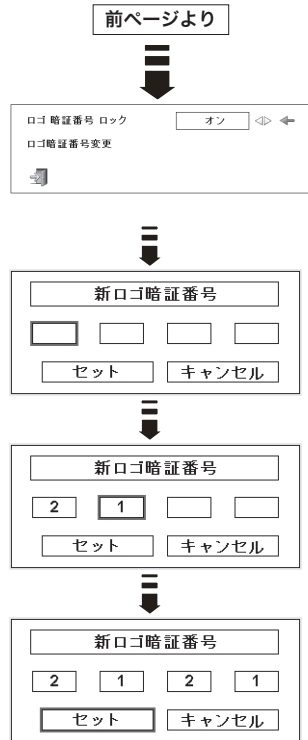 前ページより
ロゴ 暗証番号 ロック オン
ロゴ暗証番号変更
新ロゴ暗証番号
セット キャンセル
新ロゴ暗証番号
2 1
セット キャンセル
新ロゴ暗証番号
2 1 2 1
セット キャンセル